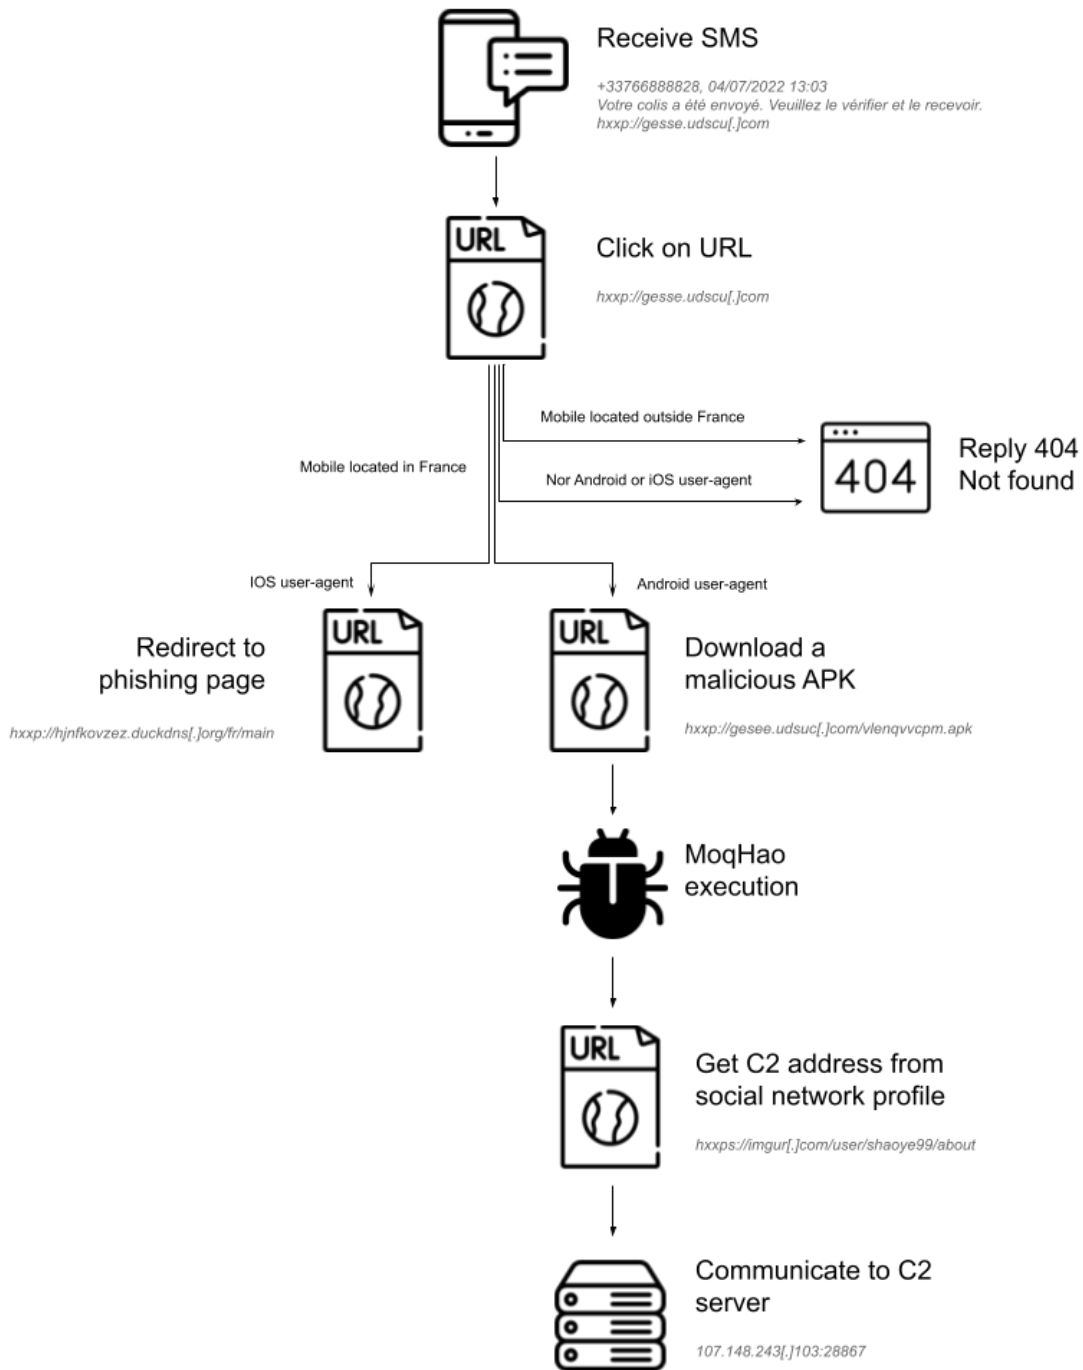 Receive SMS
+33766888828, 04/07/2022 13:03
Votre colis a été envoyé. Veuillez le vérifier et le recevoir.
hxxp://gesse.udscu[.]com
URL
Click on URL
hxxp://gesse.udscu[.]com
Mobile located outside France
Mobile located in France
Nor Android or iOS user-agent
404
Reply 404
Not found
IOS user-agent
Android user-agent
URL
Redirect to
phishing page
hxxp://hjnfkovzez.duckdns[.]org/fr/main
URL
Download a
malicious APK
hxxp://gesee.udsuc[.]com/vlenqvvcpm.apk
MoqHao
execution
URL
Get C2 address from
social network profile
hxxps://imgur[.]com/user/shaoye99/about
Communicate to C2
server
107.148.243[.]103:28867